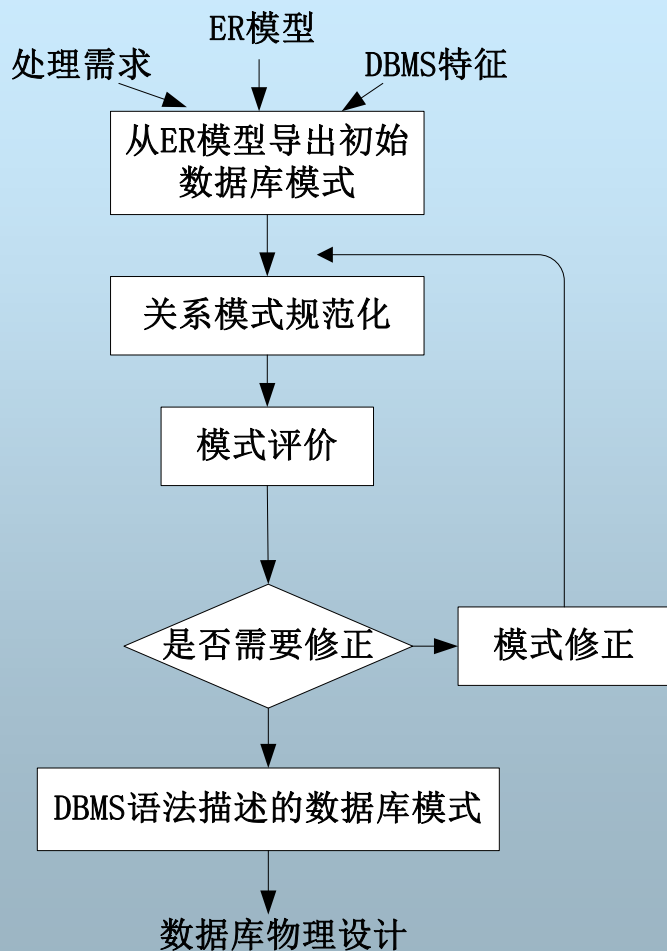 ER模型
处理需求
DBMS特征
从ER模型导出初始
数据库模式
关系模式规范化
模式评价
是否需要修正
模式修正
DBMS语法描述的数据库模式
数据库物理设计